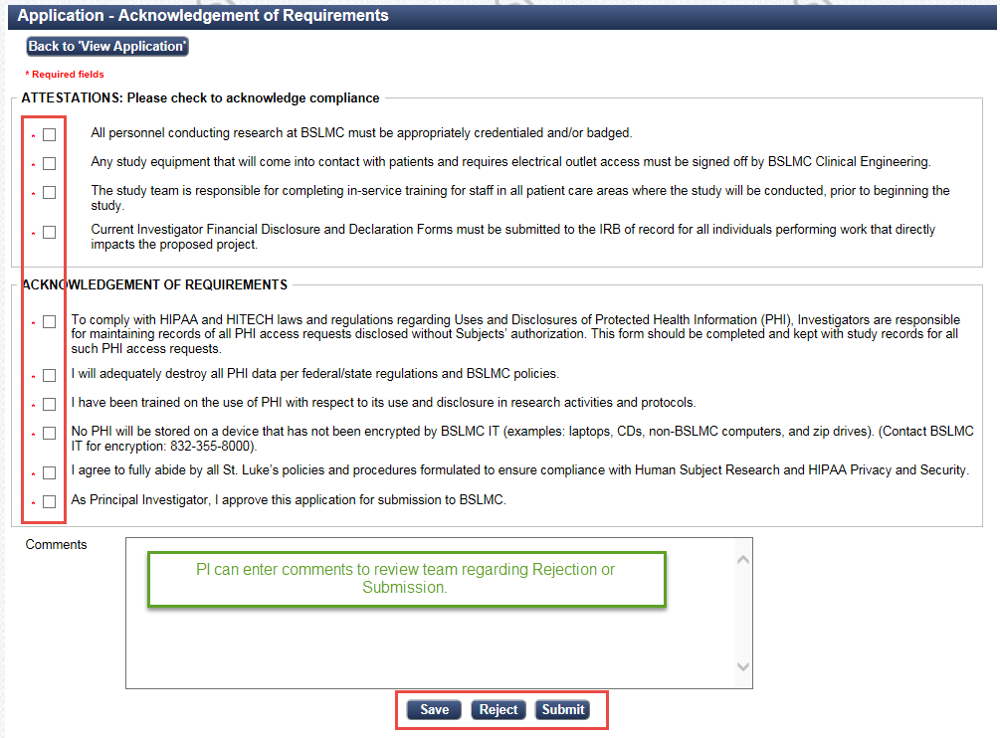 Application - Acknowledgement of Requirements
Back to 'View Application'
* Required fields
ATTESTATIONS: Please check to acknowledge compliance
* All personnel conducting research at BSLMC must be appropriately credentialed and/or badged.
* Any study equipment that will come into contact with patients and requires electrical outlet access must be signed off by BSLMC Clinical Engineering.
* The study team is responsible for completing in-service training for staff in all patient care areas where the study will be conducted, prior to beginning the
study.
* Current Investigator Financial Disclosure and Declaration Forms must be submitted to the IRB of record for all individuals performing work that directly
impacts the proposed project.
ACKNOWLEDGEMENT OF REQUIREMENTS
* To comply with HIPAA and HITECH laws and regulations regarding Uses and Disclosures of Protected Health Information (PHI), Investigators are responsible
for maintaining records of all PHI access requests disclosed without Subjects’ authorization. This form should be completed and kept with study records for all
such PHI access requests.
* I will adequately destroy all PHI data per federal/state regulations and BSLMC policies.
* I have been trained on the use of PHI with respect to its use and disclosure in research activities and protocols.
* No PHI will be stored on a device that has not been encrypted by BSLMC IT (examples: laptops, CDs, non-BSLMC computers, and zip drives). (Contact BSLMC
IT for encryption: 832-355-8000).
* I agree to fully abide by all St. Luke’s policies and procedures formulated to ensure compliance with Human Subject Research and HIPAA Privacy and Security.
* As Principal Investigator, I approve this application for submission to BSLMC.
Comments
PI can enter comments to review team regarding Rejection or
Submission.
Save Reject Submit